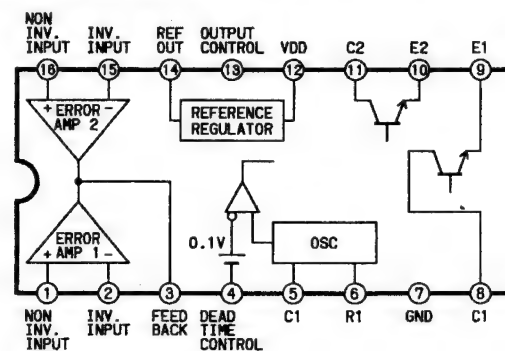 NON INV. INPUT
INV. INPUT
REF OUT
OUTPUT CONTROL
VDD
C2
E2
E1
16
15
14
13
12
11
10
9
+ ERROR -
AMP 2
REFERENCE
REGULATOR
ERROR
AMP 1
+ -
0.1V
OSC
1
2
3
4
5
6
7
8
NON INV. INPUT
INV. INPUT
FEED BACK
DEAD TIME CONTROL
C1
R1
GND
C1